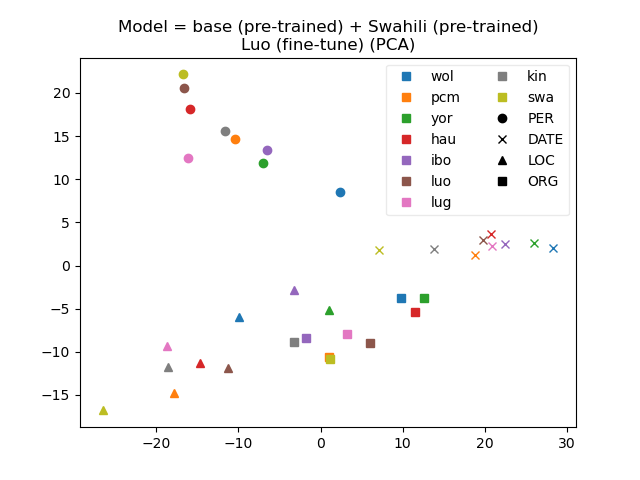 Model = base (pre-trained) + Swahili (pre-trained)
Luo (fine-tune) (PCA)
20
15
10
5
0
−5
−10
−15
−20
−10
0
10
20
30
wol
pcm
yor
hau
ibo
luo
lug
kin
swa
PER
DATE
LOC
ORG